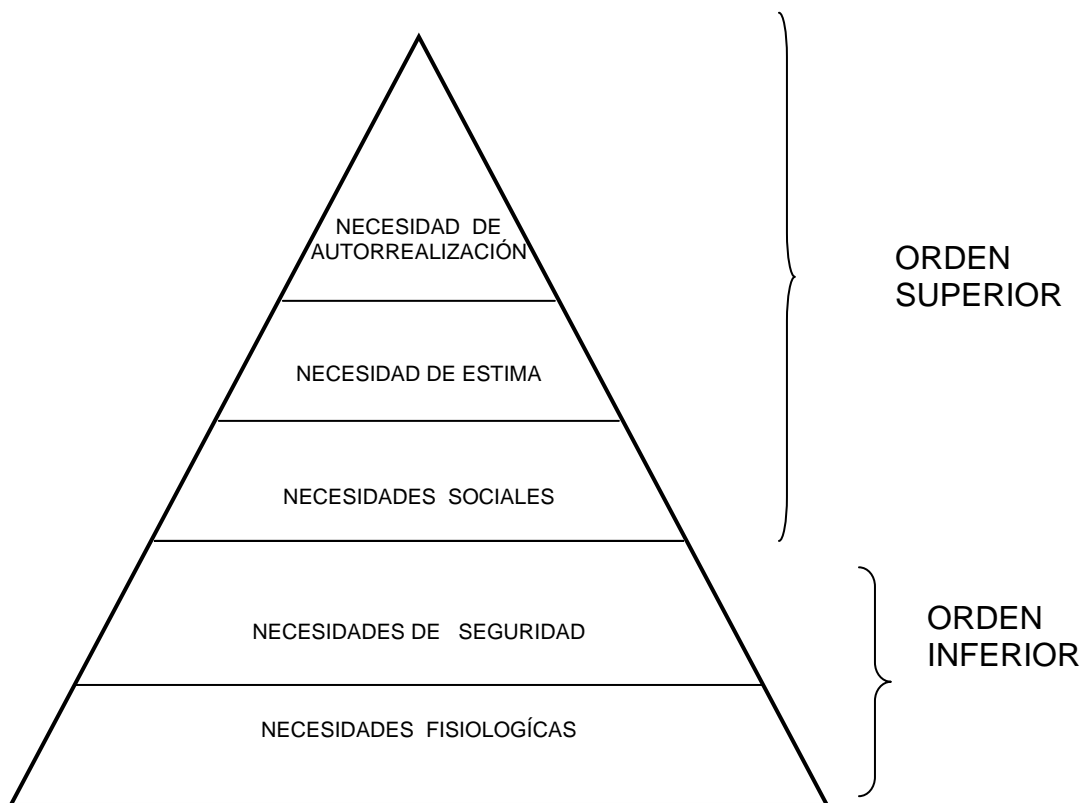 NECESIDAD DE
AUTORREALIZACIÓN
NECESIDAD DE ESTIMA
NECESIDADES SOCIALES
NECESIDADES DE SEGURIDAD
NECESIDADES FISIOLOGÍCAS
ORDEN
SUPERIOR
ORDEN
INFERIOR